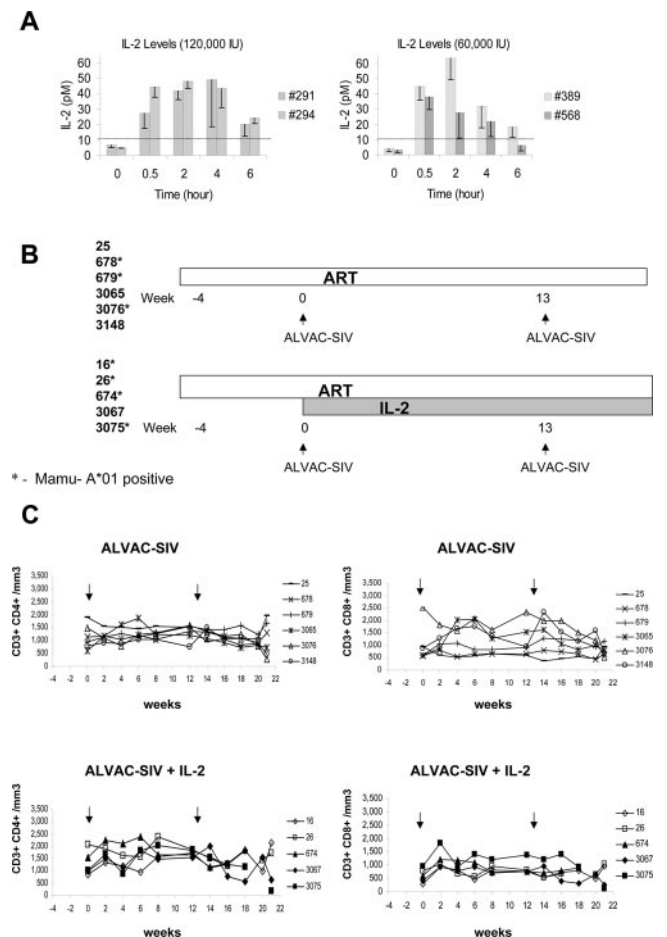 A
IL-2 Levels (120,000 IU)
IL-2 (pM)
60
50
40
30
20
10
0
0 0.5 2 4 6
Time (hour)
#291
#294
IL-2 Levels (60,000 IU)
60
50
40
30
20
10
0
0 0.5 2 4 6
Time (hour)
#389
#568
B
25
678*
679*
3065
3076*
3148
ART
Week -4 0 13
ALVAC-SIV ALVAC-SIV
16*
26*
674*
3067
3075*
ART
IL-2
Week -4 0 13
ALVAC-SIV ALVAC-SIV
* - Mamu- A*01 positive
C
ALVAC-SIV
CD3+ CD4+ /mm3
3,500
3,000
2,500
2,000
1,500
1,000
500
0
-4 -2 0 2 4 6 8 10 12 14 16 18 20 22
weeks
25
678
679
3065
3076
3148
ALVAC-SIV
CD3+ CD8+ /mm3
3,500
3,000
2,500
2,000
1,500
1,000
500
0
-4 -2 0 2 4 6 8 10 12 14 16 18 20 22
weeks
25
678
679
3065
3076
3148
ALVAC-SIV + IL-2
CD3+ CD4+ /mm3
3,500
3,000
2,500
2,000
1,500
1,000
500
0
-4 -2 0 2 4 6 8 10 12 14 16 18 20 22
weeks
16
26
674
3067
3075
ALVAC-SIV + IL-2
CD3+ CD8+ /mm3
3,500
3,000
2,500
2,000
1,500
1,000
500
0
-4 -2 0 2 4 6 8 10 12 14 16 18 20 22
weeks
16
26
674
3067
3075